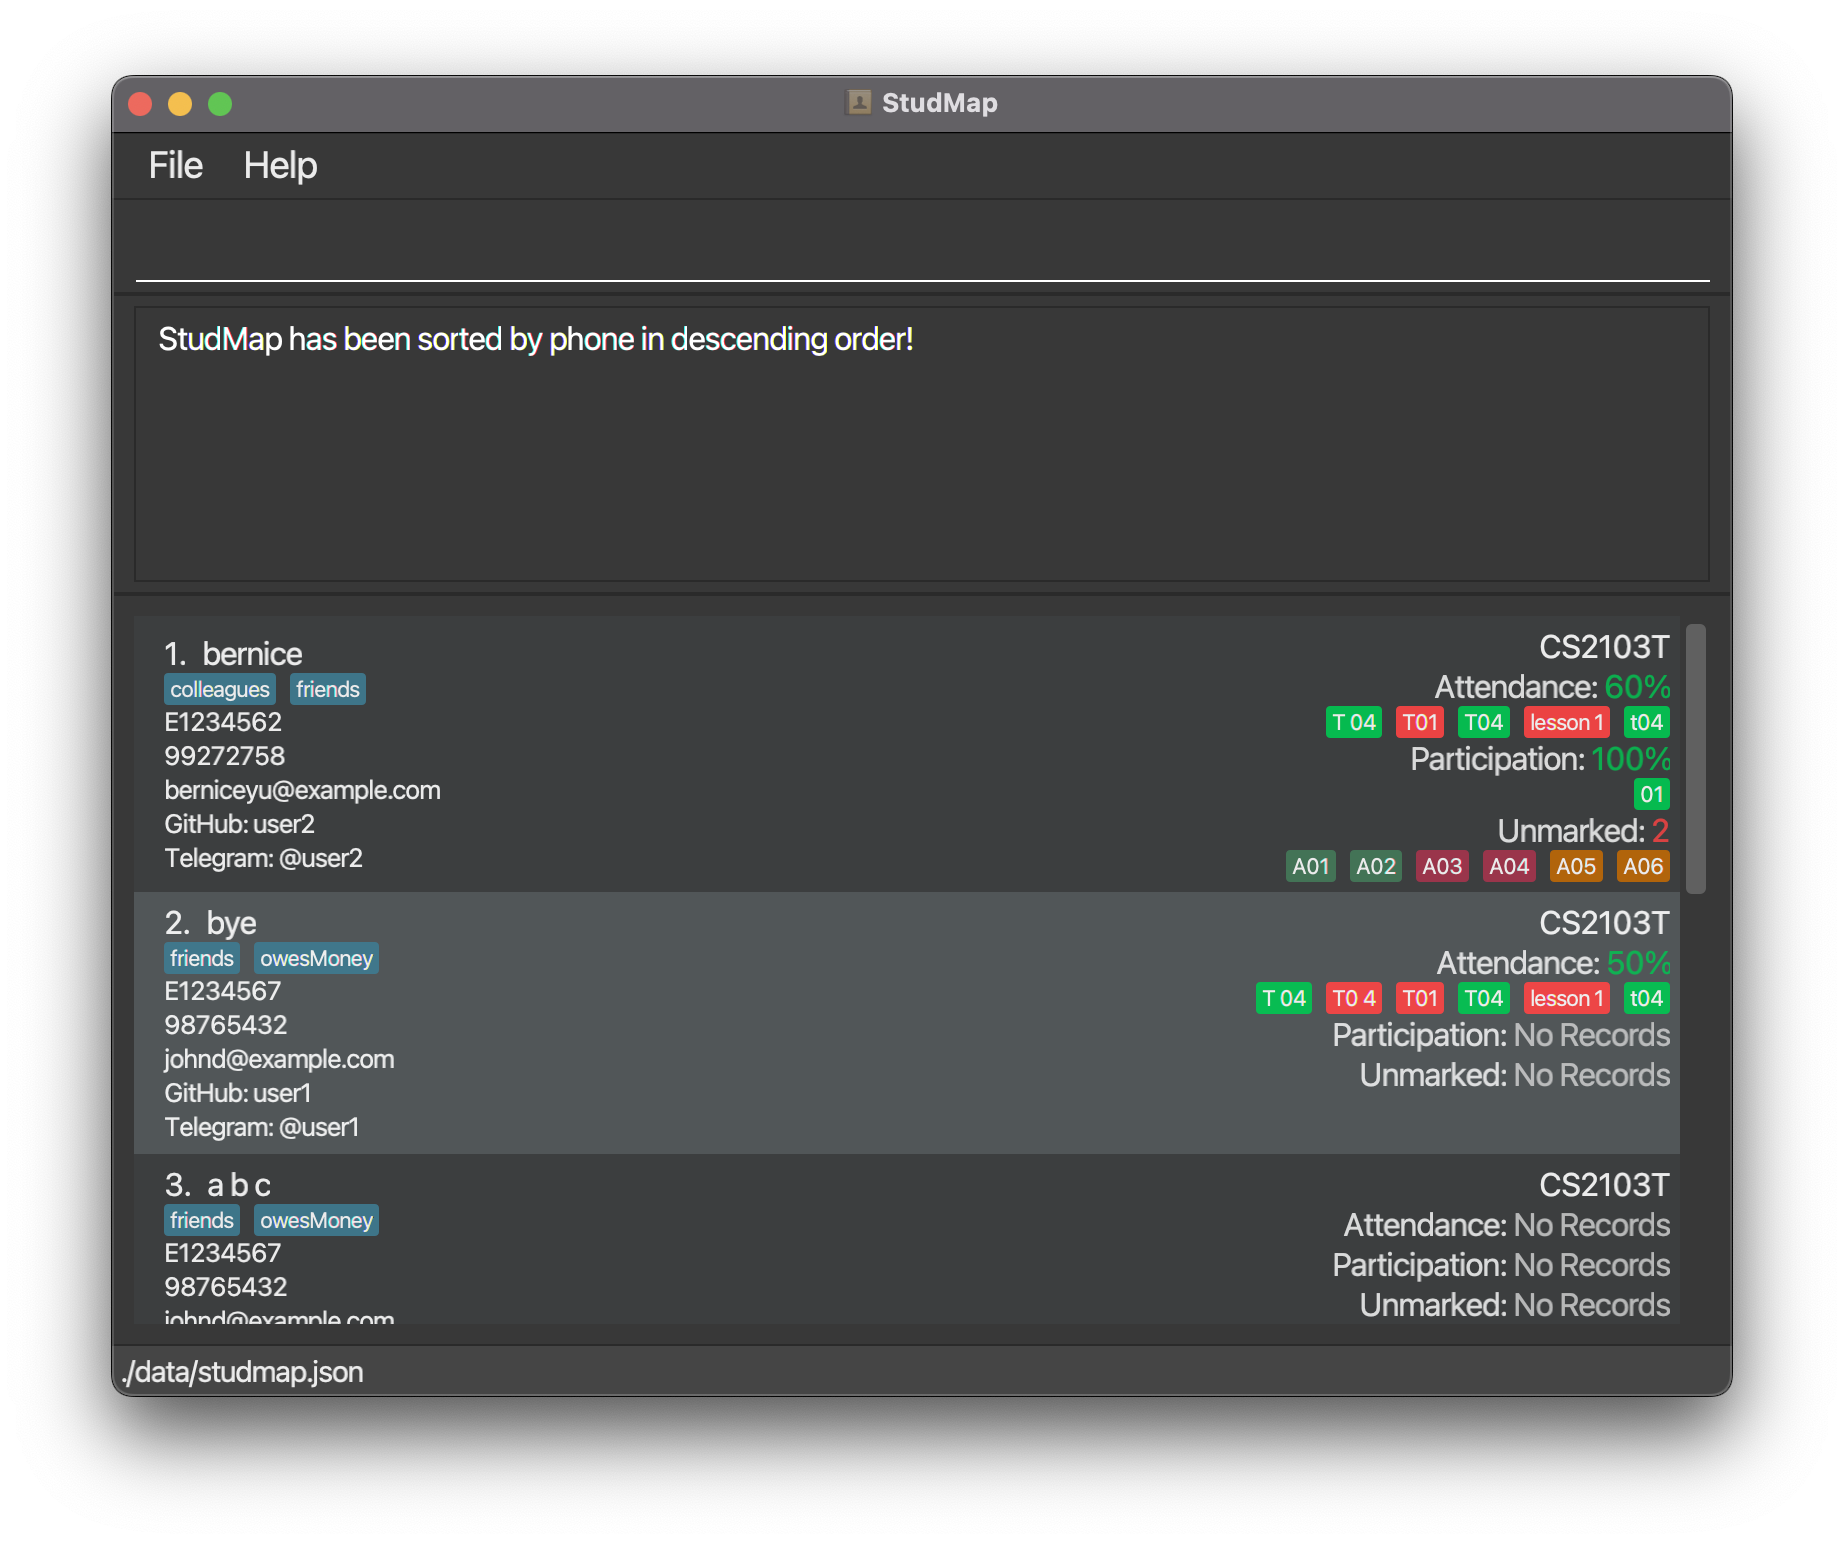 StudMap
File Help
StudMap has been sorted by phone in descending order!
1. bernice
colleagues friends
E1234562
99272758
berniceyu@example.com
GitHub: user2
Telegram: @user2
CS2103T
Attendance: 60%
T 04 T01 T04 lesson 1 t04
Participation: 100%
01
Unmarked: 2
A01 A02 A03 A04 A05 A06
2. bye
friends owesMoney
E1234567
98765432
johnd@example.com
GitHub: user1
Telegram: @user1
CS2103T
Attendance: 50%
T 04 T0 4 T01 T04 lesson 1 t04
Participation: No Records
Unmarked: No Records
3. a b c
friends owesMoney
E1234567
98765432
johnd@example.com
CS2103T
Attendance: No Records
Participation: No Records
Unmarked: No Records
./data/studmap.json